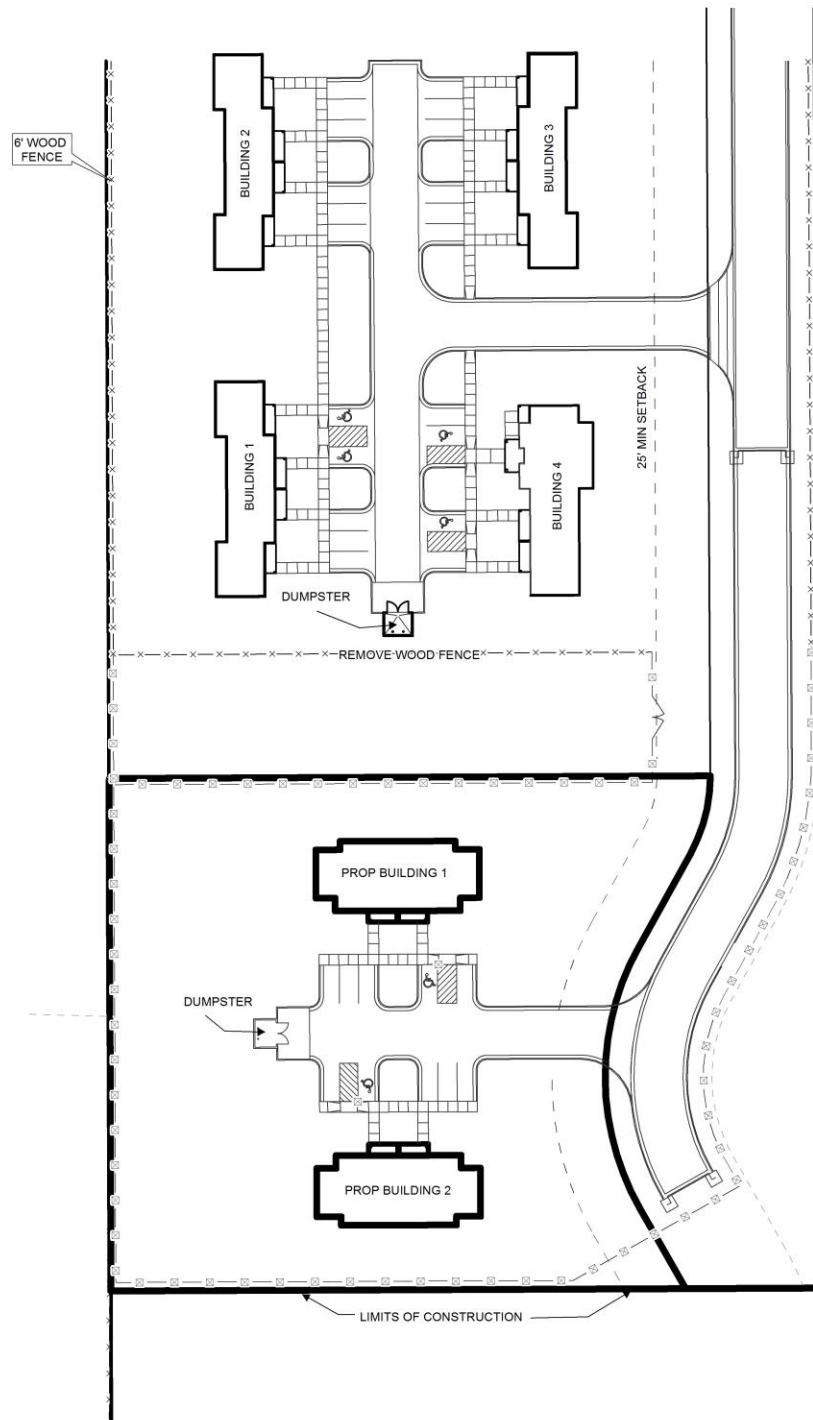 6' WOOD
FENCE
BUILDING 2
BUILDING 3
BUILDING 1
BUILDING 4
25' MIN SETBACK
DUMPSTER
REMOVE WOOD FENCE
PROP BUILDING 1
DUMPSTER
PROP BUILDING 2
LIMITS OF CONSTRUCTION